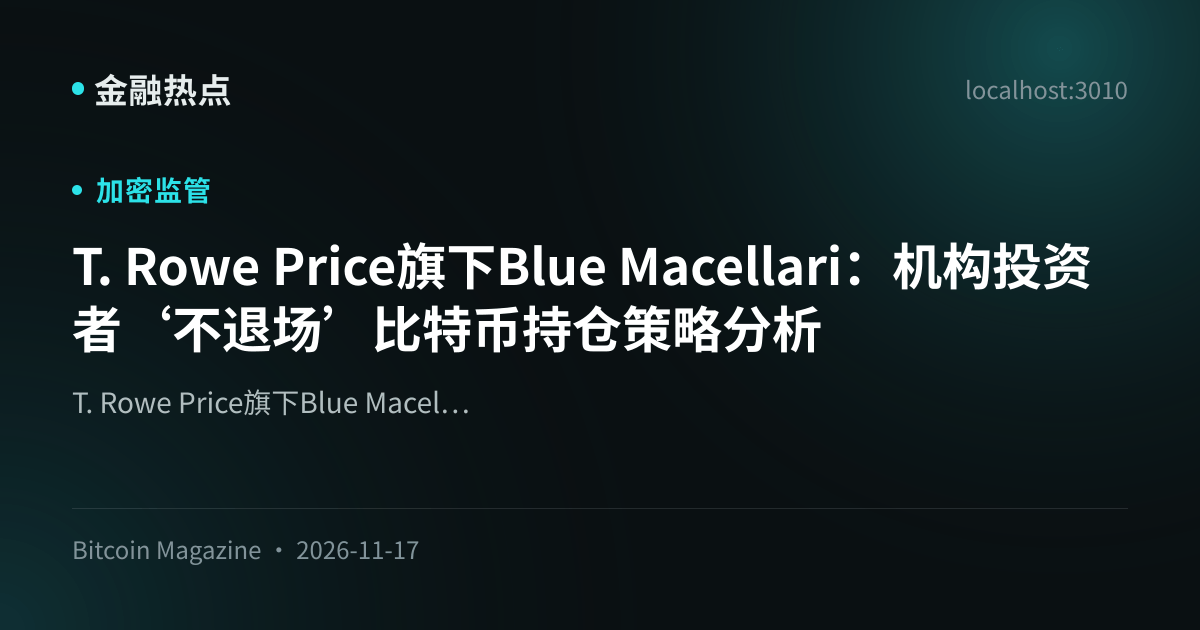 金融热点
localhost:3010
加密监管
T. Rowe Price旗下Blue Macellari：机构投资
者‘不退场’比特币持仓策略分析
T. Rowe Price旗下Blue Macel…
Bitcoin Magazine · 2026-11-17